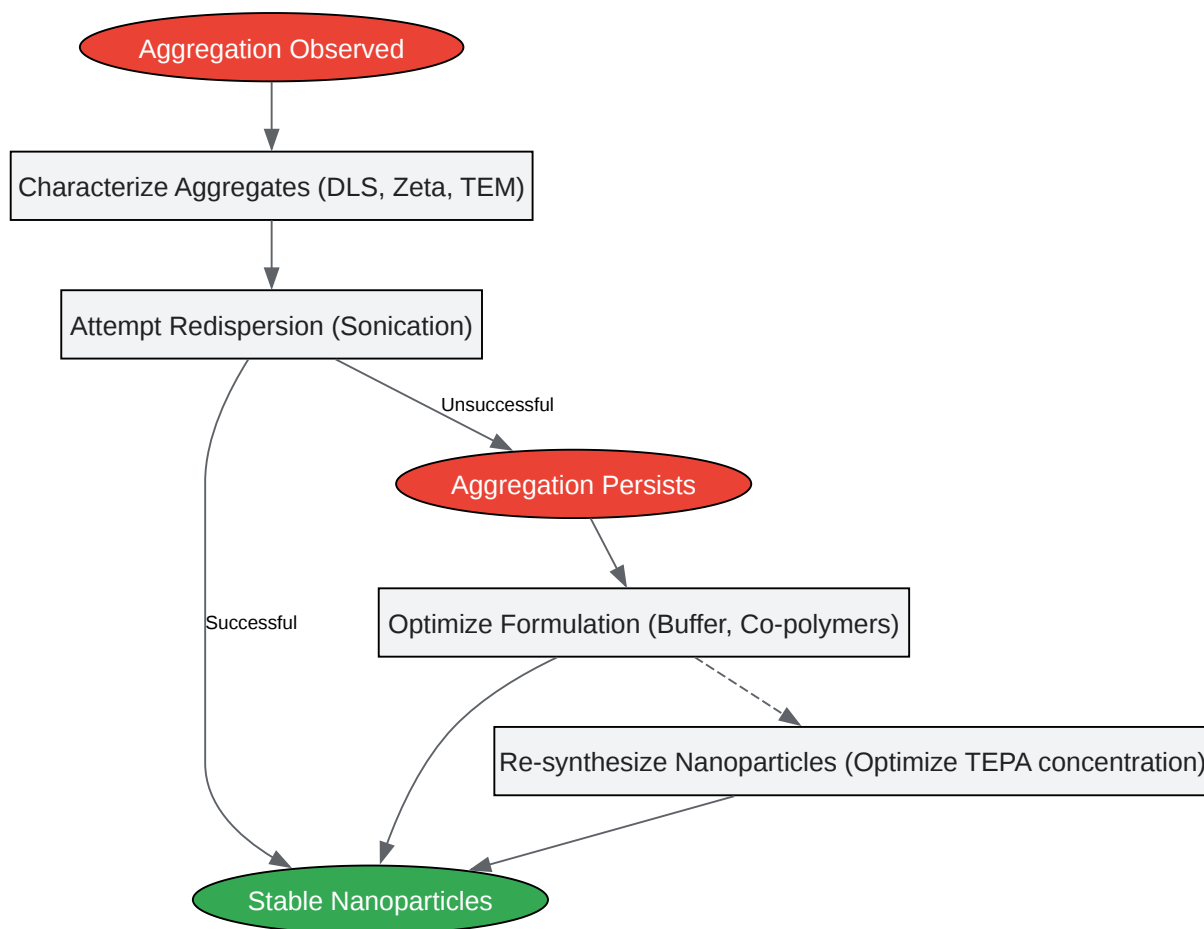 Aggregation Observed
Characterize Aggregates (DLS, Zeta, TEM)
Attempt Redispersion (Sonication)
Unsuccessful
Aggregation Persists
Successful
Optimize Formulation (Buffer, Co-polymers)
Re-synthesize Nanoparticles (Optimize TEPA concentration)
Stable Nanoparticles